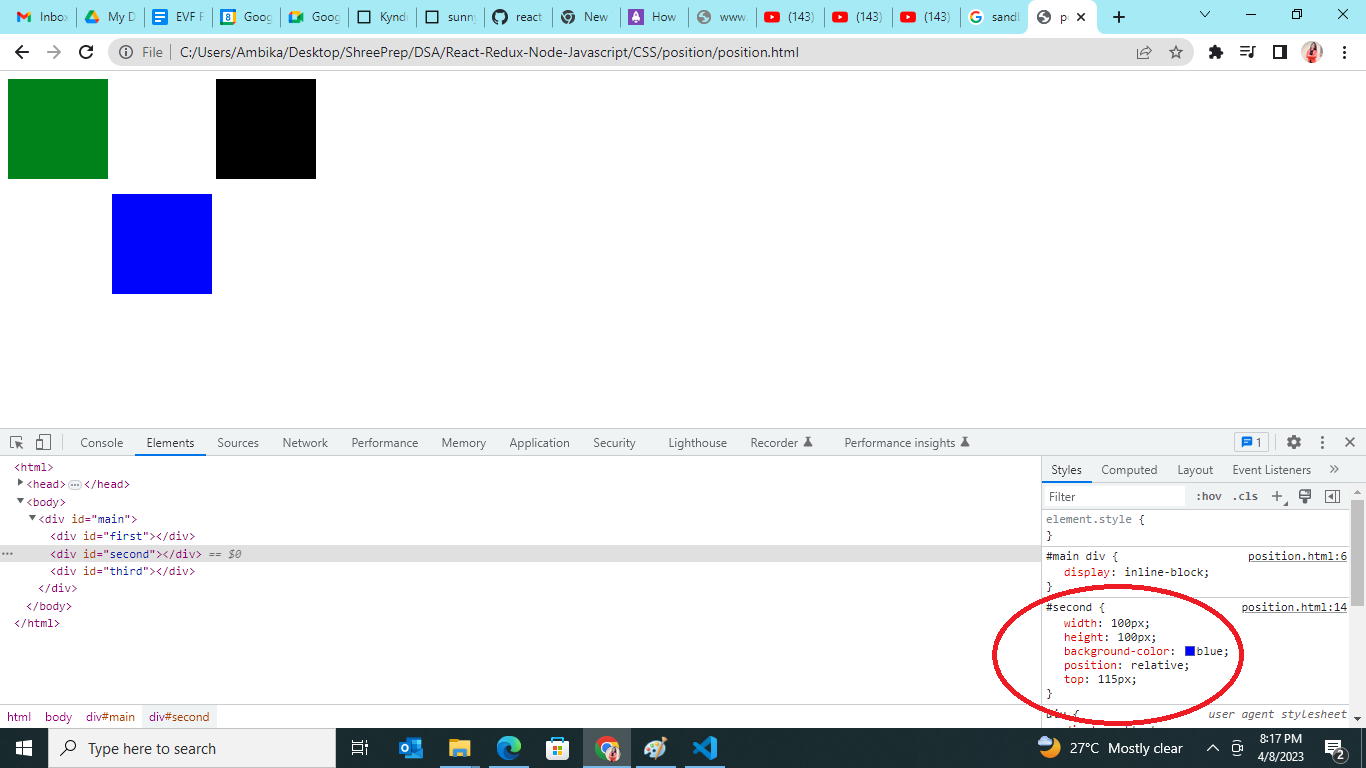 Inbox
My D
EVF F
Goog
Goog
Kynd
sunny
react
New
How
www.
(143)
(143)
(143)
sandl
po
File
C:/Users/Ambika/Desktop/ShreePrep/DSA/React-Redux-Node-Javascript/CSS/position/position.html
Console Elements Sources Network Performance Memory Application Security Lighthouse Recorder Performance insights 1
<html>
<head>…</head>
<body>
<div id="main">
<div id="first"></div>
<div id="second"></div> == $0
<div id="third"></div>
</div>
</body>
</html>
html body div#main div#second
Styles Computed Layout Event Listeners »
Filter :hov .cls +
element.style {
}
#main div { position.html:6
display: inline-block;
}
#second { position.html:14
width: 100px;
height: 100px;
background-color: blue;
position: relative;
top: 115px;
}
div { user agent stylesheet
Type here to search
27°C Mostly clear
8:17 PM
4/8/2023
2